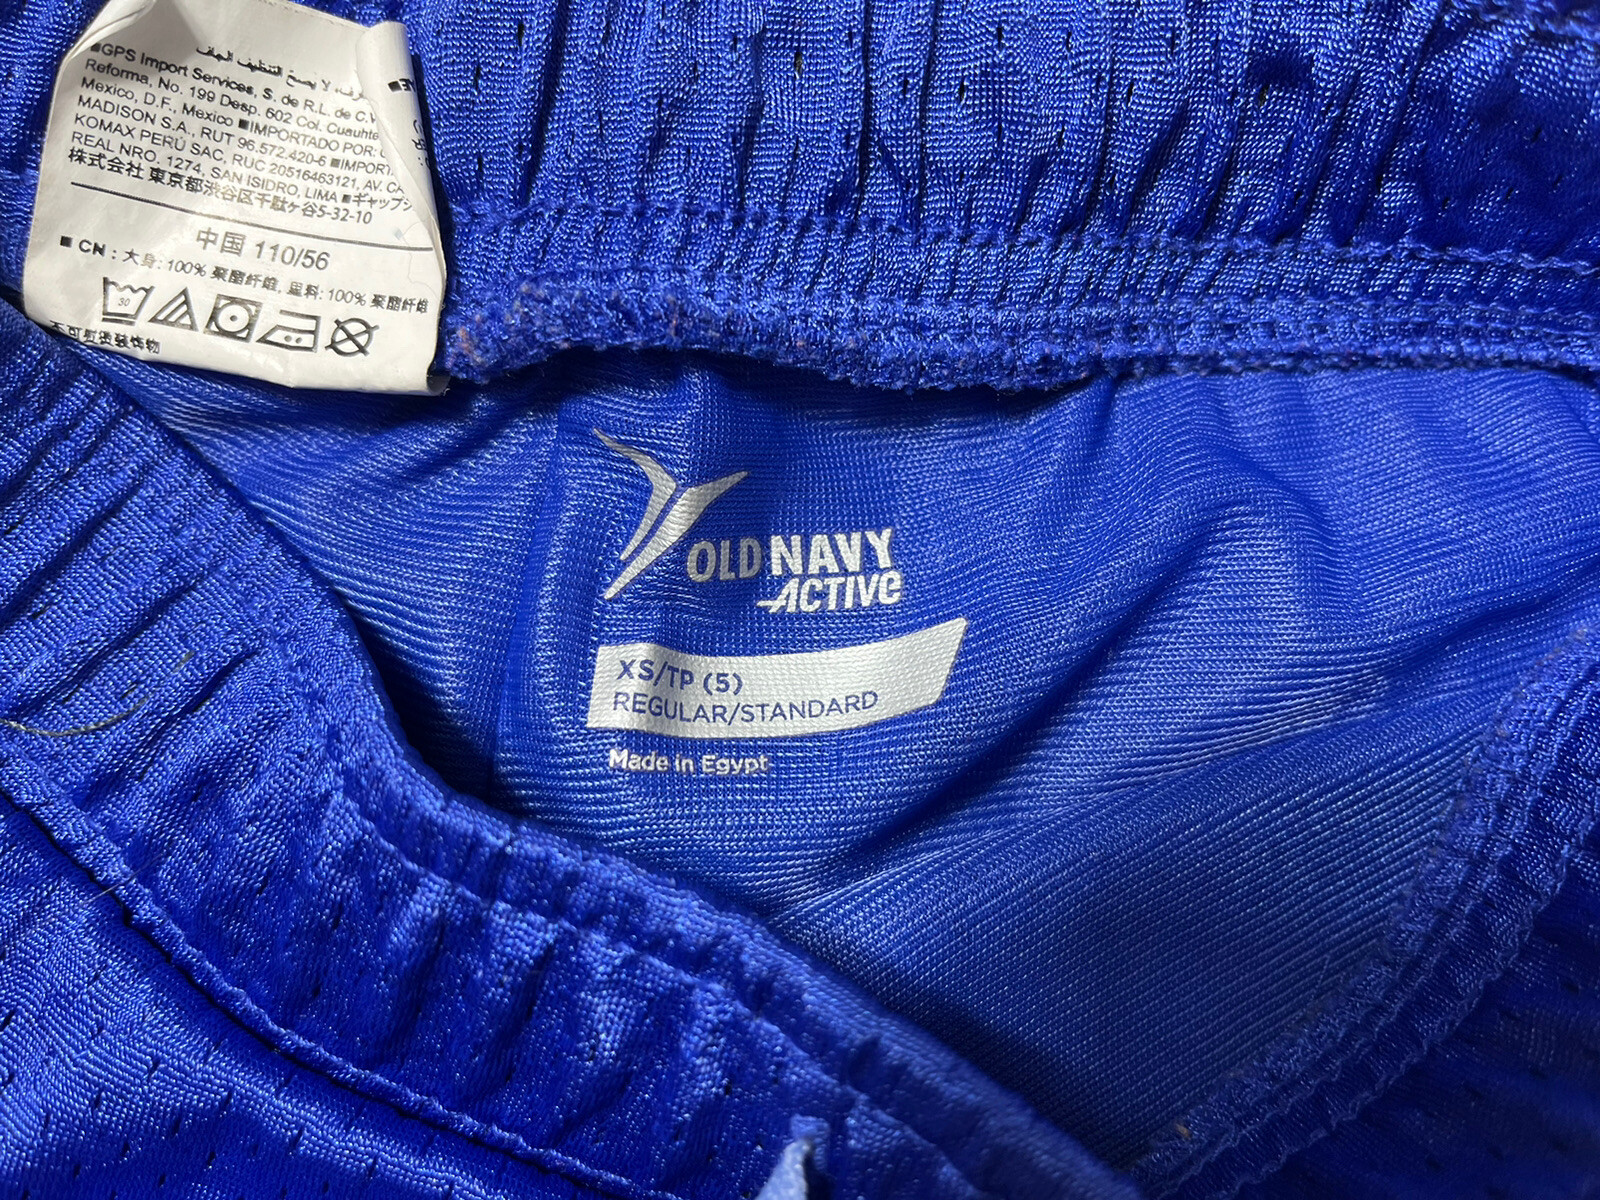 التنظيف الجاف
■GPS Import Services, S. de R.L. de C.V
Reforma, No. 199 Desp. 602 Col. Cuauhte
Mexico, D.F., Mexico ■IMPORTADO POR:
MADISON S.A., RUT 96.572.420-6 ■IMPORT
KOMAX PERÚ SAC, RUC 20516463121, AV. CA
REAL NRO. 1274, SAN ISIDRO, LIMA ■ギャップジ
株式会社 東京都渋谷区千駄ヶ谷5-32-10
中国 110/56
■ CN : 大身: 100% 聚酯纤维, 里料: 100% 聚酯纤维
30
OLD NAVY
ACTIVE
XS/TP (5)
REGULAR/STANDARD
Made in Egypt